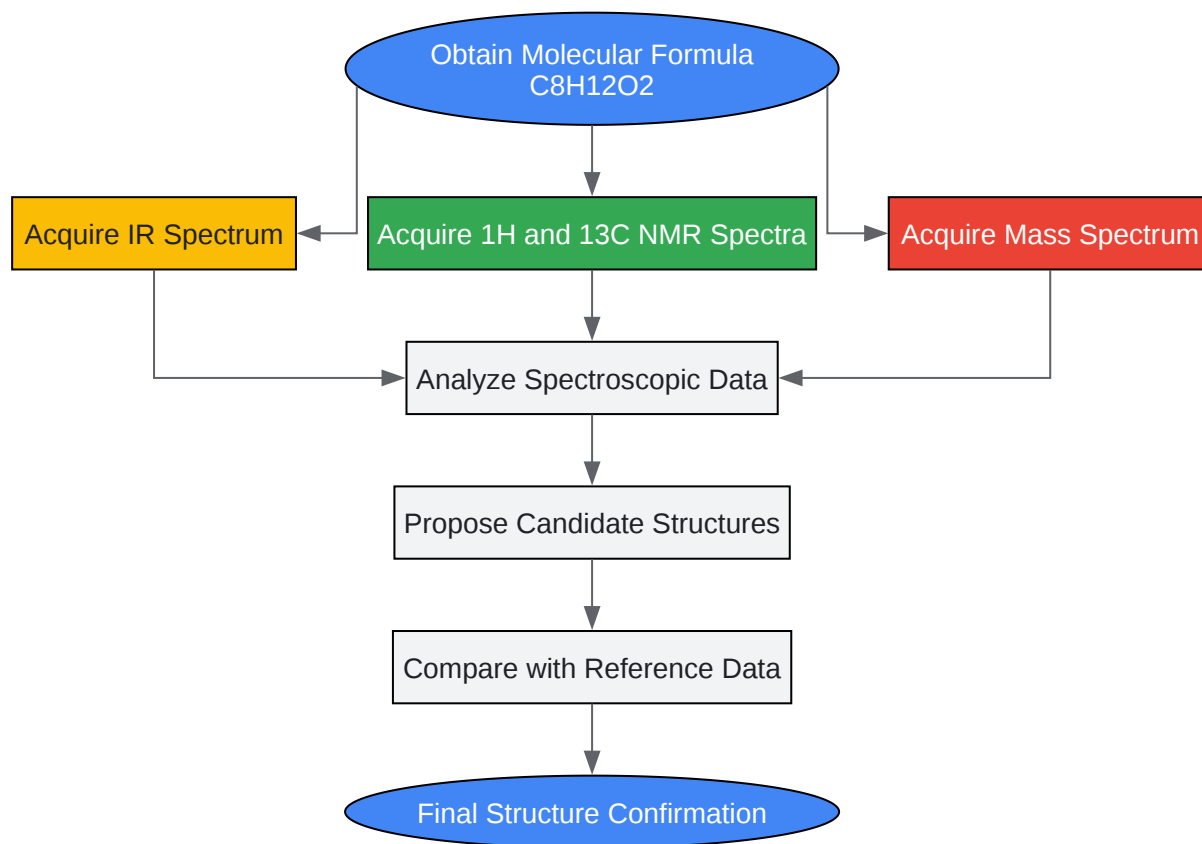 Obtain Molecular Formula
C8H12O2
Acquire IR Spectrum
Acquire 1H and 13C NMR Spectra
Acquire Mass Spectrum
Analyze Spectroscopic Data
Propose Candidate Structures
Compare with Reference Data
Final Structure Confirmation